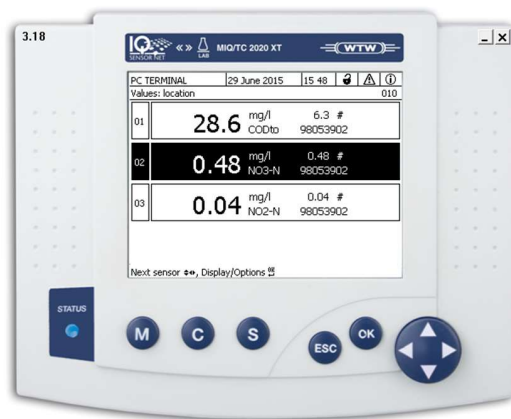 3.18
IQ SENSOR NET « » LAB MIQ/TC 2020 XT WTW
PC TERMINAL 29 June 2015 15 48
Values: location 010
01 28.6 mg/l CODto 6.3 # 98053902
02 0.48 mg/l NO3-N 0.48 # 98053902
03 0.04 mg/l NO2-N 0.04 # 98053902
Next sensor, Display/Options
STATUS
M C S ESC OK